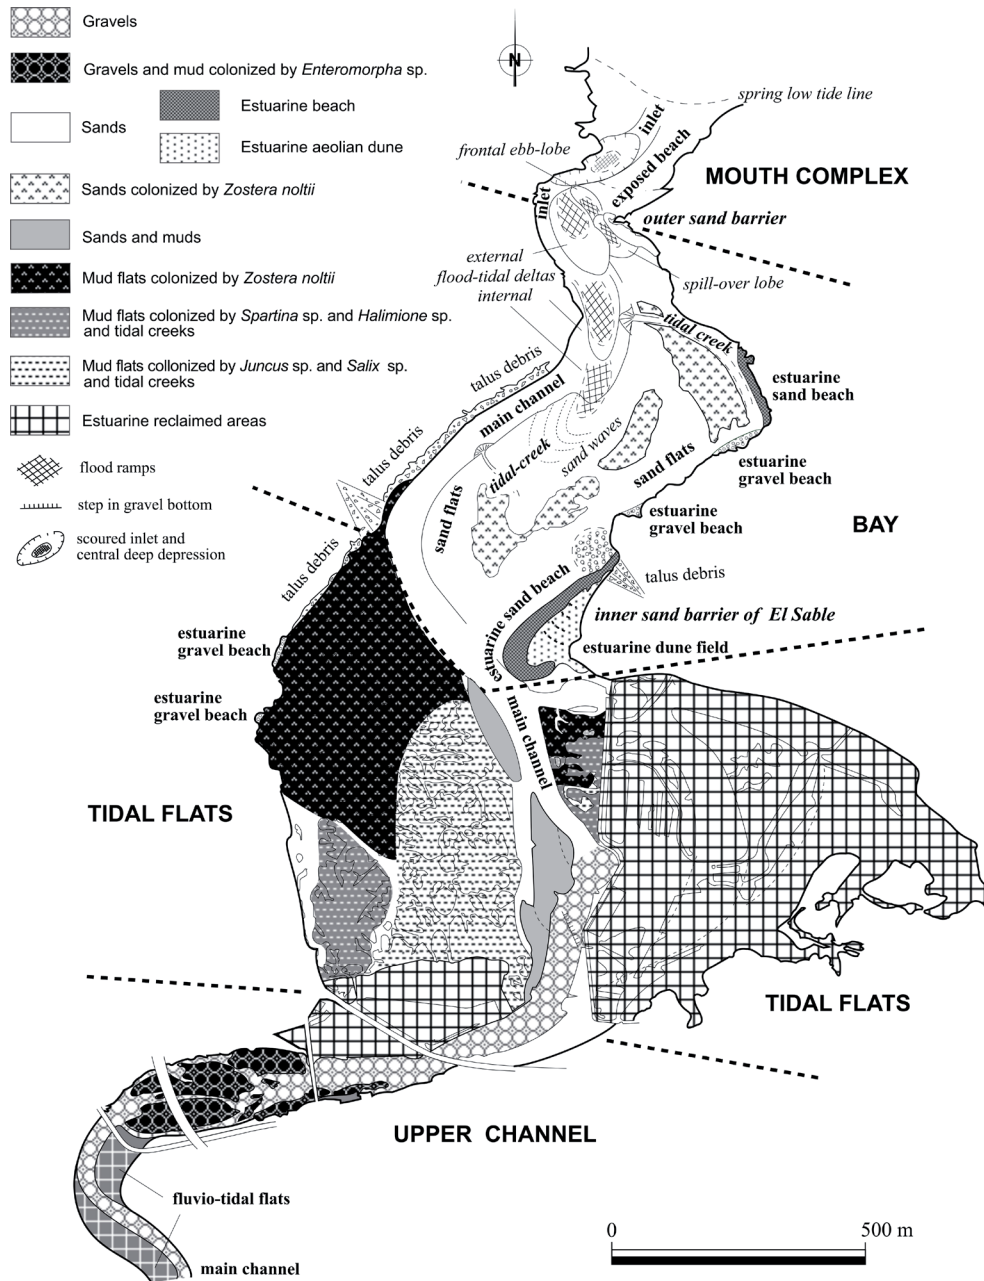 Gravels
Gravels and mud colonized by Enteromorpha sp.
Estuarine beach
Sands
Estuarine aeolian dune
Sands colonized by Zostera noltii
Sands and muds
Mud flats colonized by Zostera noltii
Mud flats colonized by Spartina sp. and Halimione sp.
and tidal creeks
Mud flats collonized by Juncus sp. and Salix sp.
and tidal creeks
Estuarine reclaimed areas
flood ramps
step in gravel bottom
scoured inlet and
central deep depression
N
spring low tide line
inlet
frontal ebb-lobe
exposed beach
MOUTH COMPLEX
inlet
outer sand barrier
external
flood-tidal deltas
internal
spill-over lobe
tidal creek
talus debris
main channel
estuarine
sand beach
talus debris
tidal-creek
sand waves
sand flats
estuarine
gravel beach
sand flats
estuarine
gravel beach
BAY
talus debris
estuarine sand beach
talus debris
inner sand barrier of El Sable
estuarine
gravel beach
estuarine dune field
estuarine
gravel beach
main channel
TIDAL FLATS
TIDAL FLATS
UPPER CHANNEL
fluvio-tidal flats
main channel
0
500 m